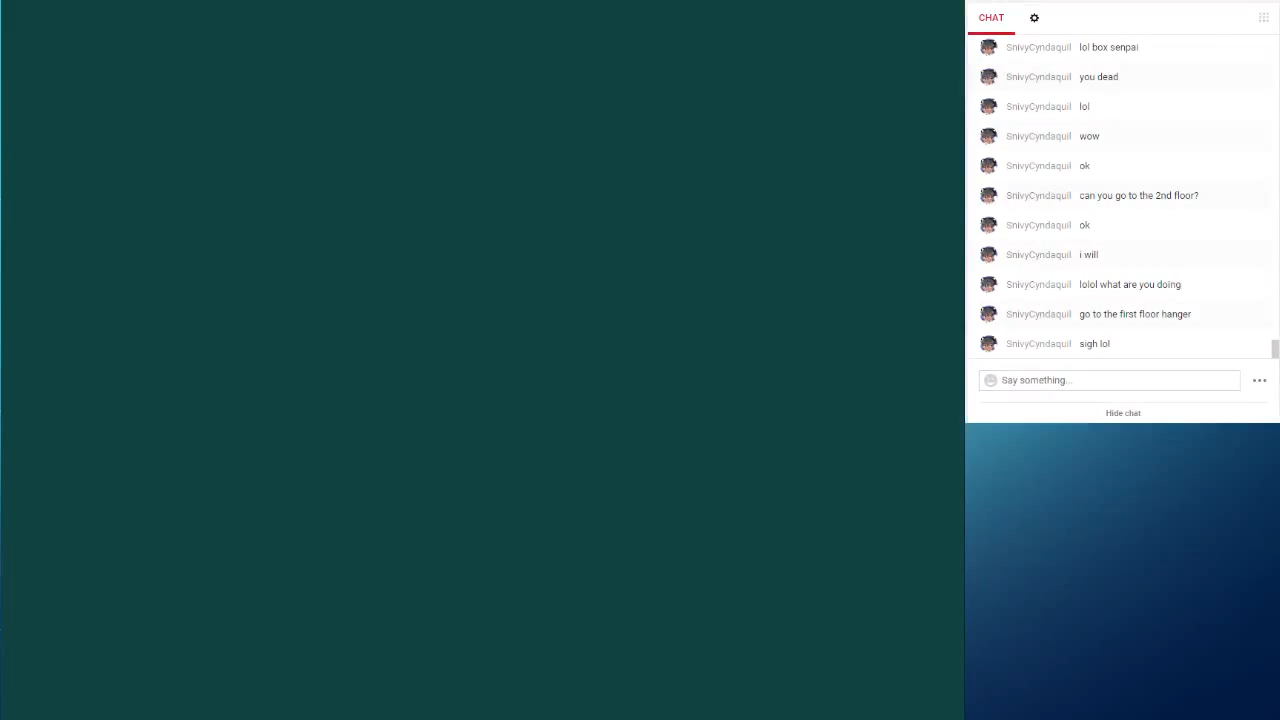 CHAT
SnivyCyndaquil lol box senpai
SnivyCyndaquil you dead
SnivyCyndaquil lol
SnivyCyndaquil wow
SnivyCyndaquil ok
SnivyCyndaquil can you go to the 2nd floor?
SnivyCyndaquil ok
SnivyCyndaquil i will
SnivyCyndaquil lolol what are you doing
SnivyCyndaquil go to the first floor hanger
SnivyCyndaquil sigh lol
Say something...
Hide chat